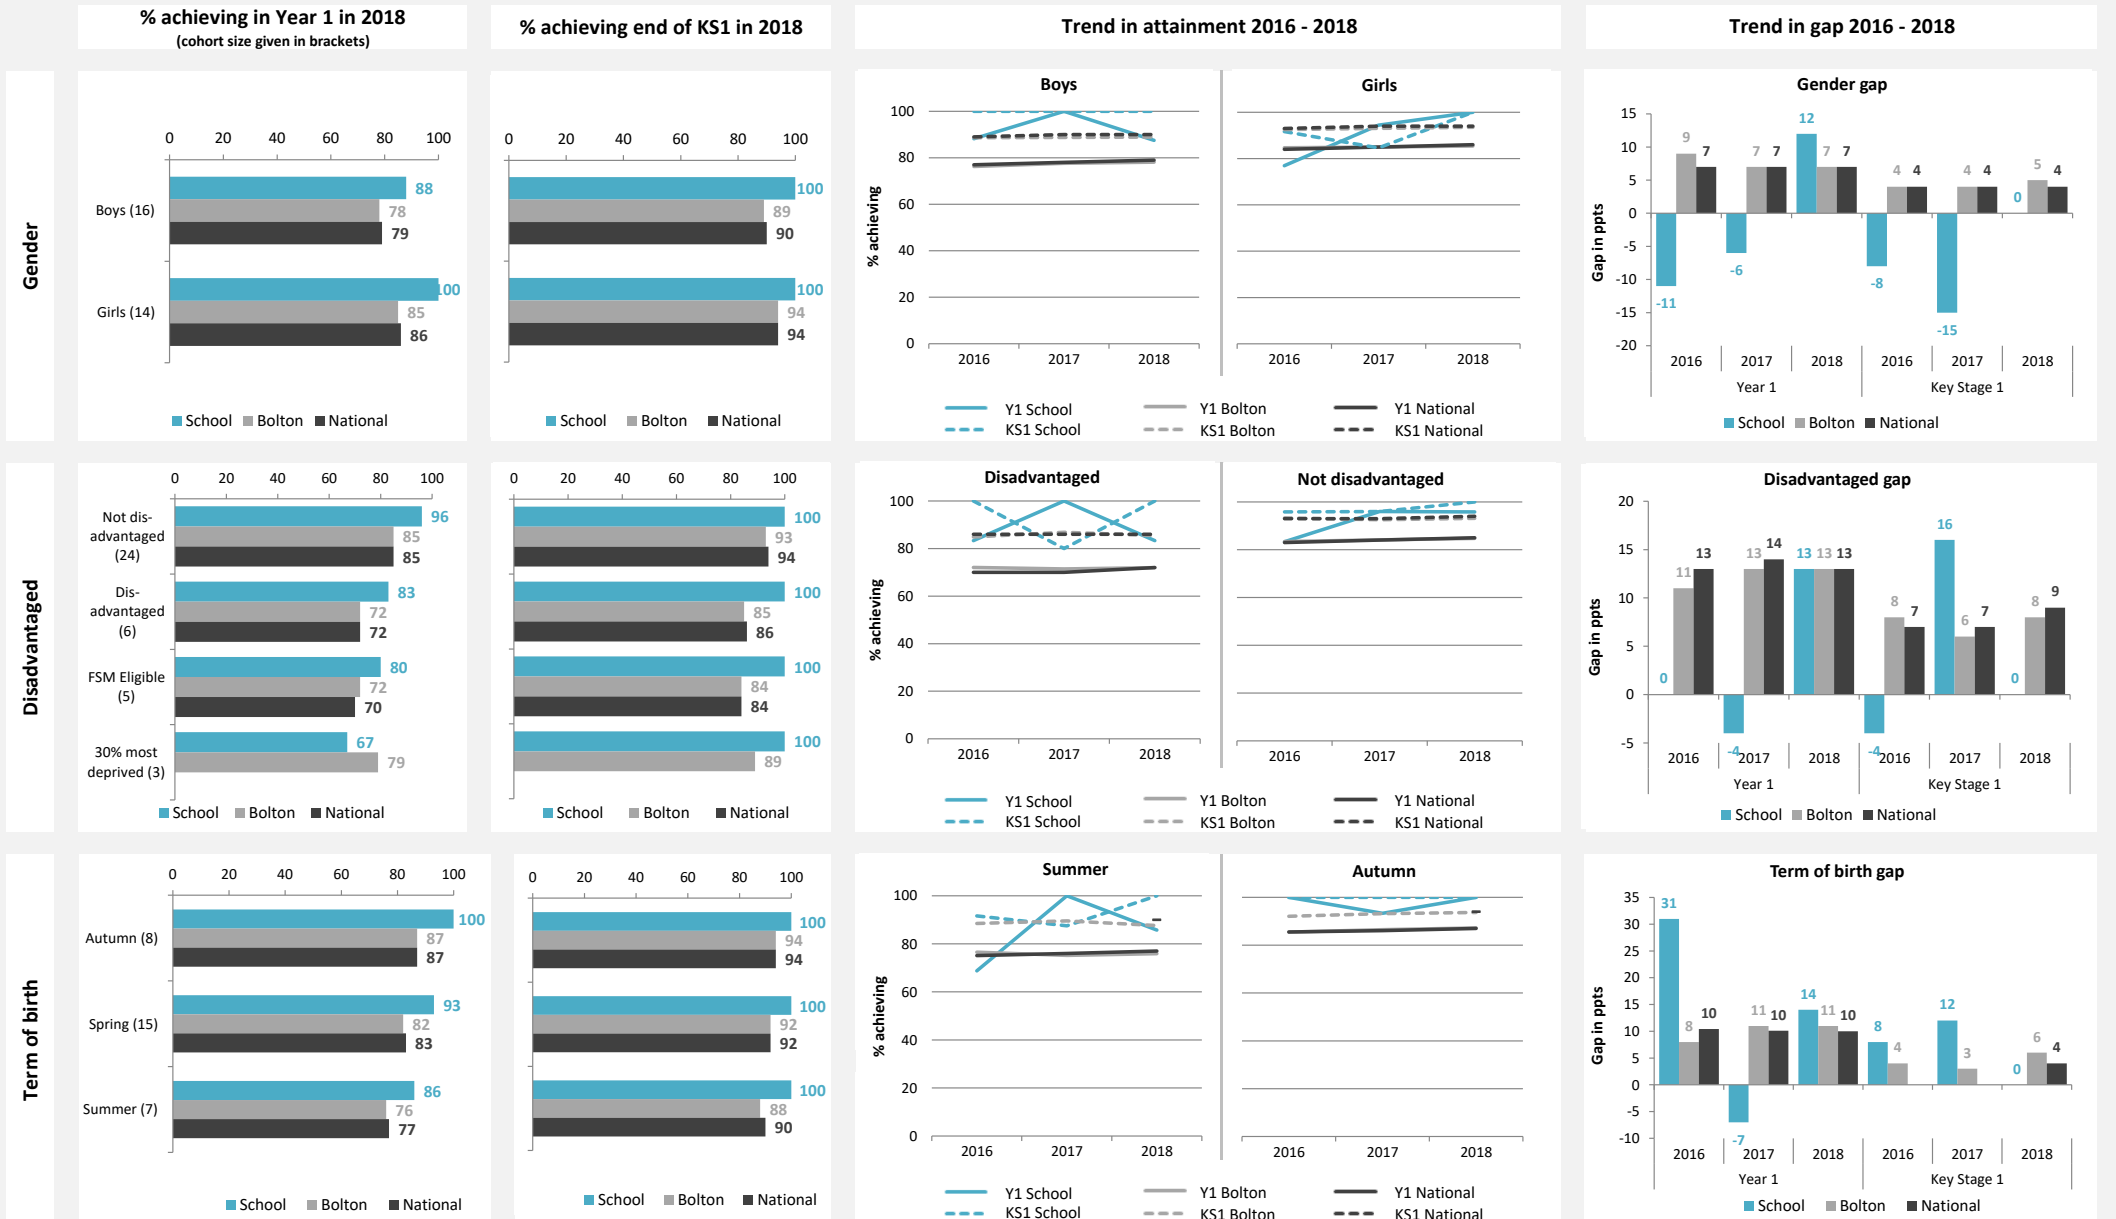 % achieving in Year 1 in 2018
(cohort size given in brackets)
% achieving end of KS1 in 2018
Trend in attainment 2016 - 2018
Trend in gap 2016 - 2018
Gender
0 20 40 60 80 100
Boys (16)
88
78
79
Girls (14)
100
85
86
School Bolton National
0 20 40 60 80 100
100
89
90
100
94
94
School Bolton National
Boys
Girls
% achieving
100
80
60
40
20
0
2016 2017 2018
2016 2017 2018
Y1 School Y1 Bolton Y1 National
KS1 School KS1 Bolton KS1 National
Gender gap
Gap in ppts
15
10
5
0
-5
-10
-15
-20
-11 9 7
-6 7 7
12 7 7
-8 4 4
-15 4 4
0 5 4
2016 2017 2018 2016 2017 2018
Year 1 Key Stage 1
School Bolton National
Disadvantaged
0 20 40 60 80 100
Not dis-
advantaged
(24)
96
85
85
Dis-
advantaged
(6)
83
72
72
FSM Eligible
(5)
80
72
70
30% most
deprived (3)
67
79
School Bolton National
0 20 40 60 80 100
100
93
94
100
85
86
100
84
84
100
89
School Bolton National
Disadvantaged
Not disadvantaged
% achieving
100
80
60
40
20
0
2016 2017 2018
2016 2017 2018
Y1 School Y1 Bolton Y1 National
KS1 School KS1 Bolton KS1 National
Disadvantaged gap
Gap in ppts
20
15
10
5
0
-5
0 11 13
-4 13 14
13 13 13
-4 8 7
16 6 7
0 8 9
2016 2017 2018 2016 2017 2018
Year 1 Key Stage 1
School Bolton National
Term of birth
0 20 40 60 80 100
Autumn (8)
100
87
87
Spring (15)
93
82
83
Summer (7)
86
76
77
School Bolton National
0 20 40 60 80 100
100
94
94
100
92
92
100
88
90
School Bolton National
Summer
Autumn
% achieving
100
80
60
40
20
0
2016 2017 2018
2016 2017 2018
Y1 School Y1 Bolton Y1 National
KS1 School KS1 Bolton KS1 National
Term of birth gap
Gap in ppts
35
30
25
20
15
10
5
0
-5
-10
31 8 10
-7 11 10
14 11 10
8 4
12 3
0 6 4
2016 2017 2018 2016 2017 2018
Year 1 Key Stage 1
School Bolton National